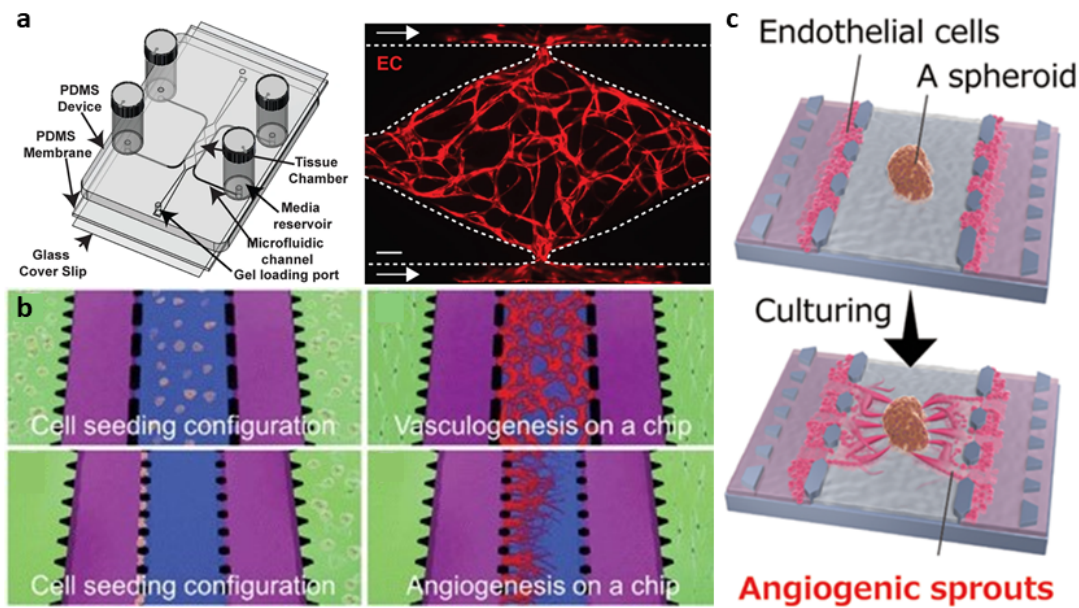 a
PDMS
Device
PDMS
Membrane
Glass
Cover Slip
Tissue
Chamber
Media
reservoir
Microfluidic
channel
Gel loading port
EC
b
Cell seeding configuration
Vasculogenesis on a chip
Cell seeding configuration
Angiogenesis on a chip
c
Endothelial cells
A spheroid
Culturing
Angiogenic sprouts